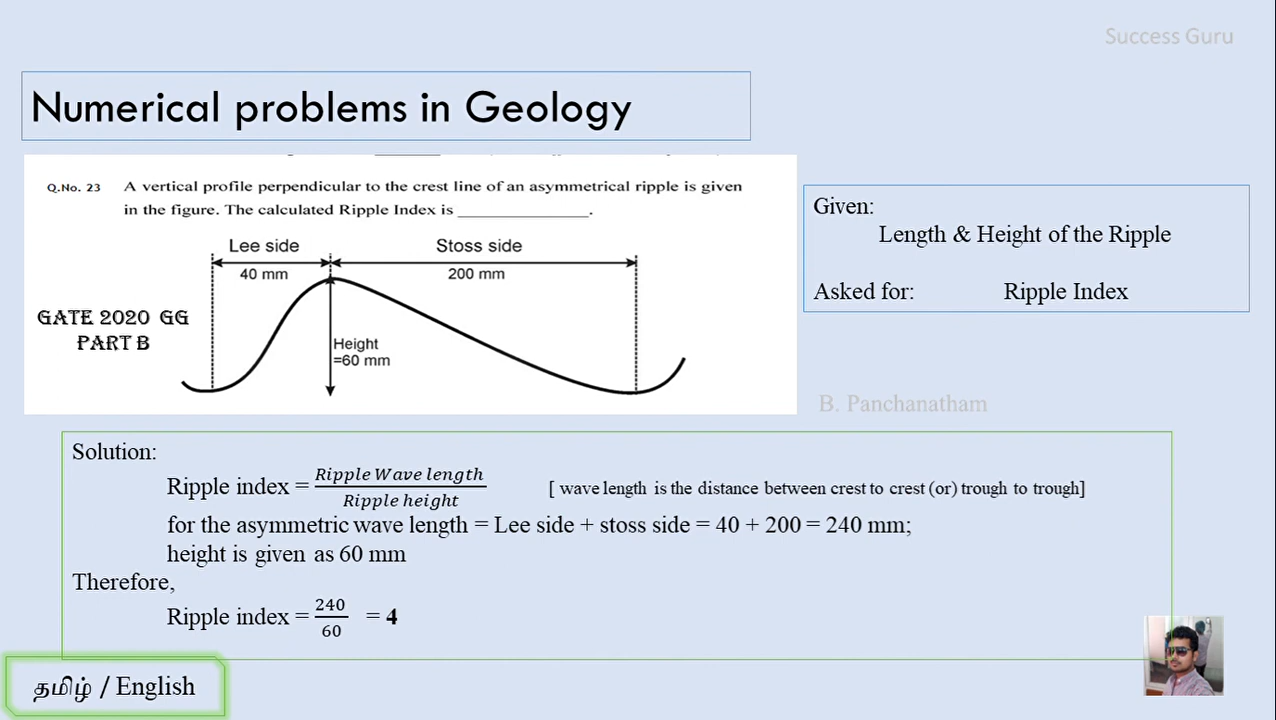 Success Guru
Numerical problems in Geology
Q.No. 23 A vertical profile perpendicular to the crest line of an asymmetrical ripple is given
in the figure. The calculated Ripple Index is _______________.
Lee side
Stoss side
40 mm
200 mm
GATE 2020 GG
PART B
Height
=60 mm
Given:
Length & Height of the Ripple
Asked for: Ripple Index
B. Panchanatham
Solution:
Ripple index = Ripple Wave length / Ripple height [ wave length is the distance between crest to crest (or) trough to trough]
for the asymmetric wave length = Lee side + stoss side = 40 + 200 = 240 mm;
height is given as 60 mm
Therefore,
Ripple index = 240 / 60 = 4
தமிழ் / English